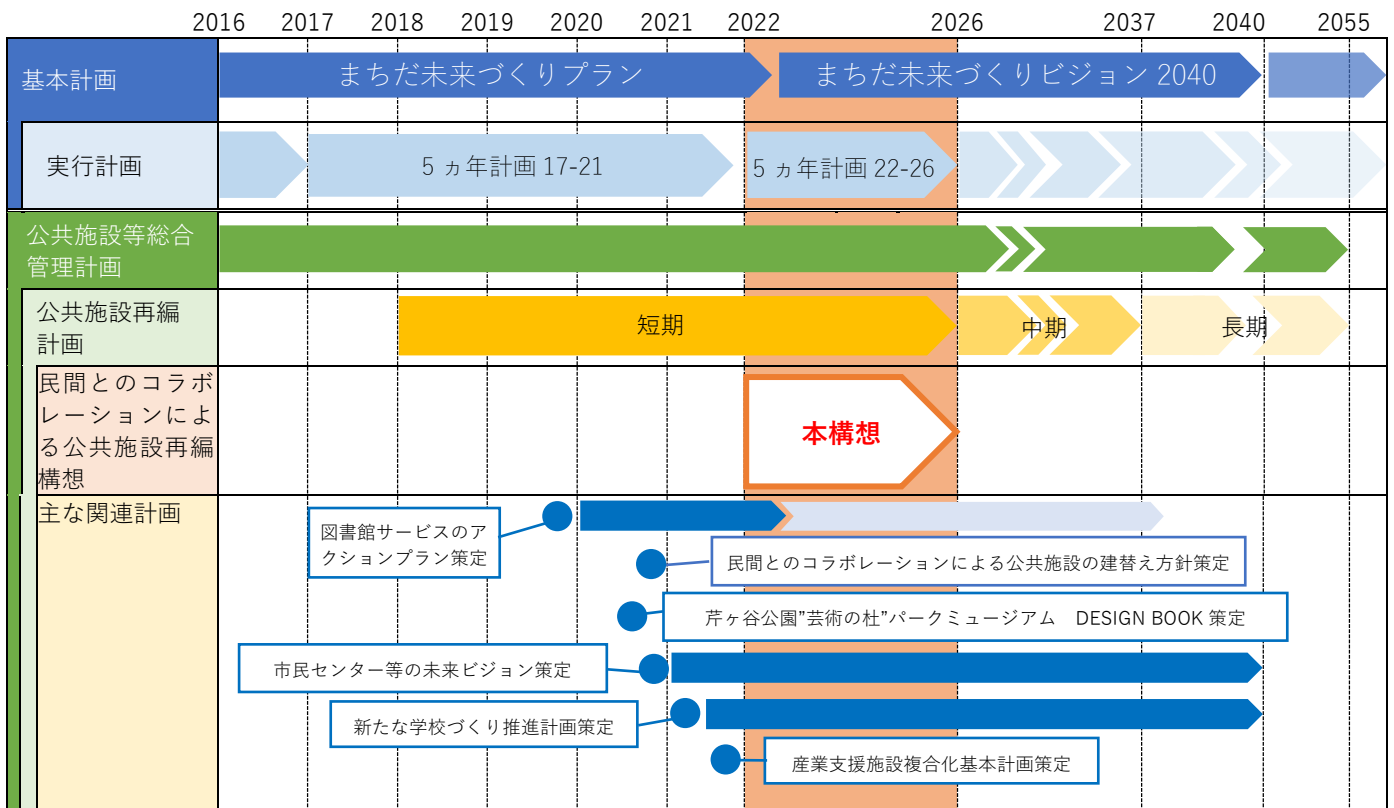 2016 2017 2018 2019 2020 2021 2022 2026 2037 2040 2055
基本計画
まちだ未来づくりプラン
まちだ未来づくりビジョン 2040
実行計画
5 ヵ年計画 17-21
5 ヵ年計画 22-26
公共施設等総合
管理計画
公共施設再編
計画
短期
中期
長期
民間とのコラボ
レーションによ
る公共施設再編
構想
本構想
主な関連計画
図書館サービスのア
クションプラン策定
民間とのコラボレーションによる公共施設の建替え方針策定
芹ヶ谷公園”芸術の杜”パークミュージアム　DESIGN BOOK 策定
市民センター等の未来ビジョン策定
新たな学校づくり推進計画策定
産業支援施設複合化基本計画策定